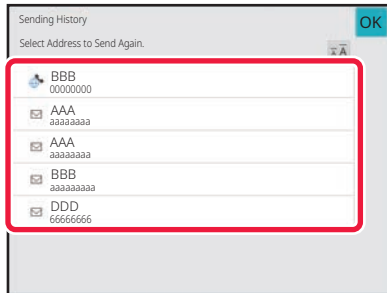 Sending History
OK
Select Address to Send Again.
A A
BBB
00000000
AAA
aaaaaaaa
AAA
aaaaaaaa
BBB
aaaaaaaaa
DDD
66666666